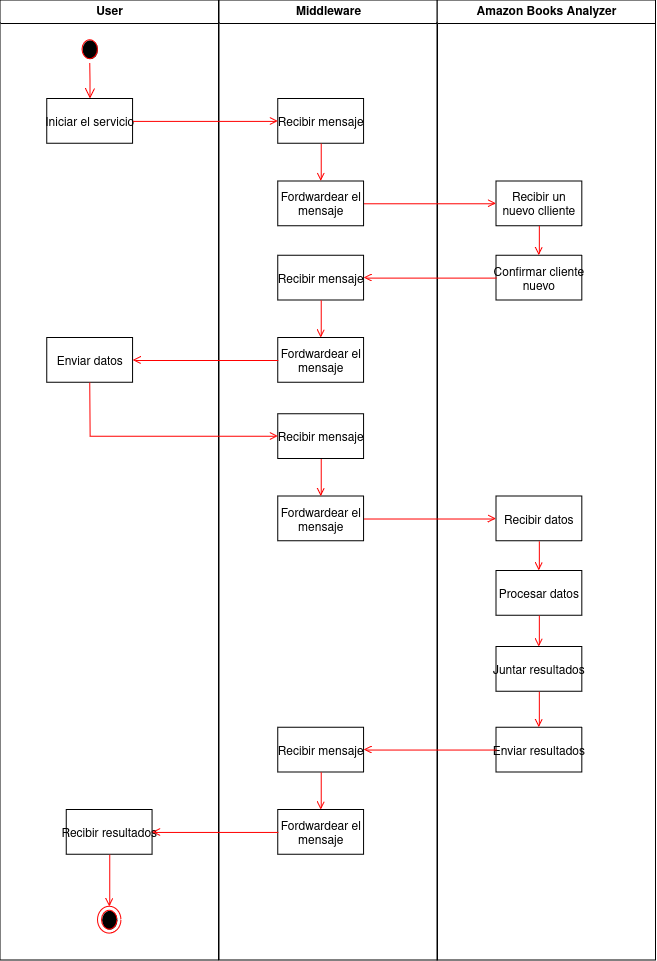 User
Middleware
Amazon Books Analyzer
Iniciar el servicio
Recibir mensaje
Fordwardear el
mensaje
Recibir un
nuevo clliente
Confirmar cliente
nuevo
Recibir mensaje
Fordwardear el
mensaje
Enviar datos
Recibir mensaje
Fordwardear el
mensaje
Recibir datos
Procesar datos
Juntar resultados
Enviar resultados
Recibir mensaje
Fordwardear el
mensaje
Recibir resultados